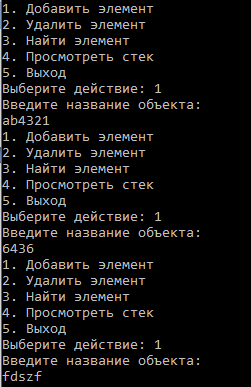 1. Добавить элемент
2. Удалить элемент
3. Найти элемент
4. Просмотреть стек
5. Выход
Выберите действие: 1
Введите название объекта:
ab4321
1. Добавить элемент
2. Удалить элемент
3. Найти элемент
4. Просмотреть стек
5. Выход
Выберите действие: 1
Введите название объекта:
6436
1. Добавить элемент
2. Удалить элемент
3. Найти элемент
4. Просмотреть стек
5. Выход
Выберите действие: 1
Введите название объекта:
fdszf